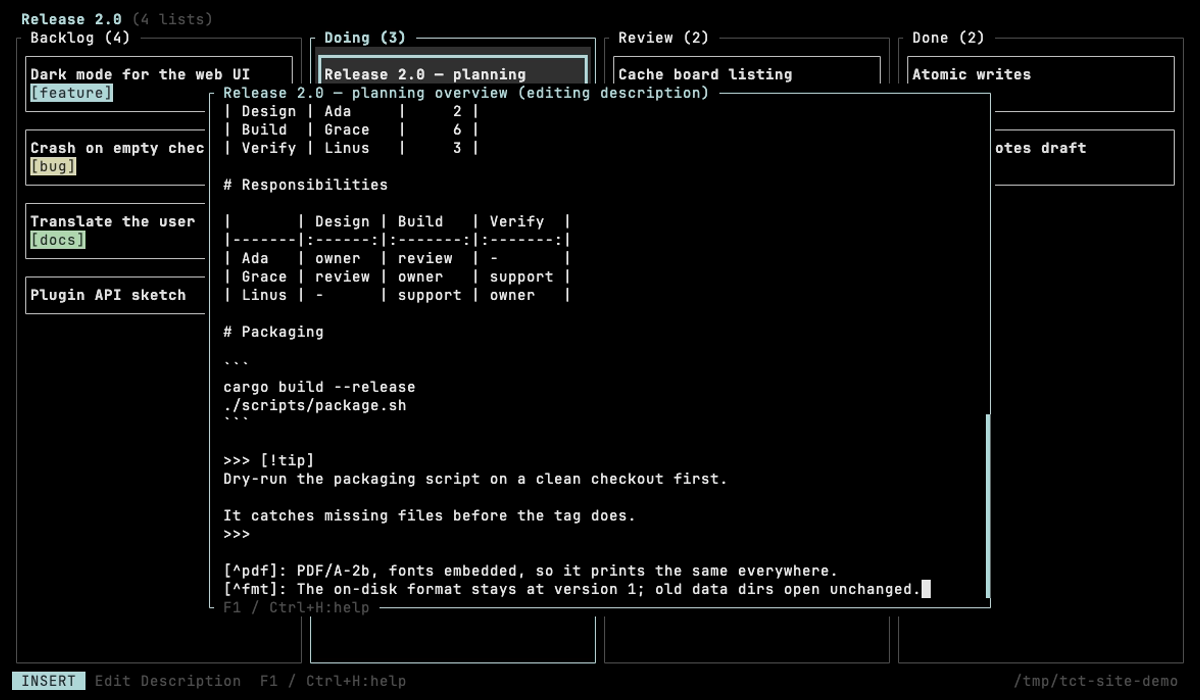 Release 2.0 (4 lists)
Backlog (4)
Dark mode for the web UI
[feature]
Crash on empty chec
[bug]
Translate the user
[docs]
Plugin API sketch
Doing (3)
Release 2.0 — planning
Review (2)
Cache board listing
Done (2)
Atomic writes
otes draft
Release 2.0 — planning overview (editing description)
| Design | Ada     |     2 |
| Build  | Grace   |     6 |
| Verify | Linus   |     3 |
# Responsibilities
|       | Design | Build   | Verify  |
|-------|:------:|:-------:|:-------:|
| Ada   | owner  | review  | -       |
| Grace | review | owner   | support |
| Linus | -      | support | owner   |
# Packaging
```
cargo build --release
./scripts/package.sh
```
>>> [!tip]
Dry-run the packaging script on a clean checkout first.
It catches missing files before the tag does.
>>>
[^pdf]: PDF/A-2b, fonts embedded, so it prints the same everywhere.
[^fmt]: The on-disk format stays at version 1; old data dirs open unchanged.
F1 / Ctrl+H:help
INSERT Edit Description F1 / Ctrl+H:help
/tmp/tct-site-demo